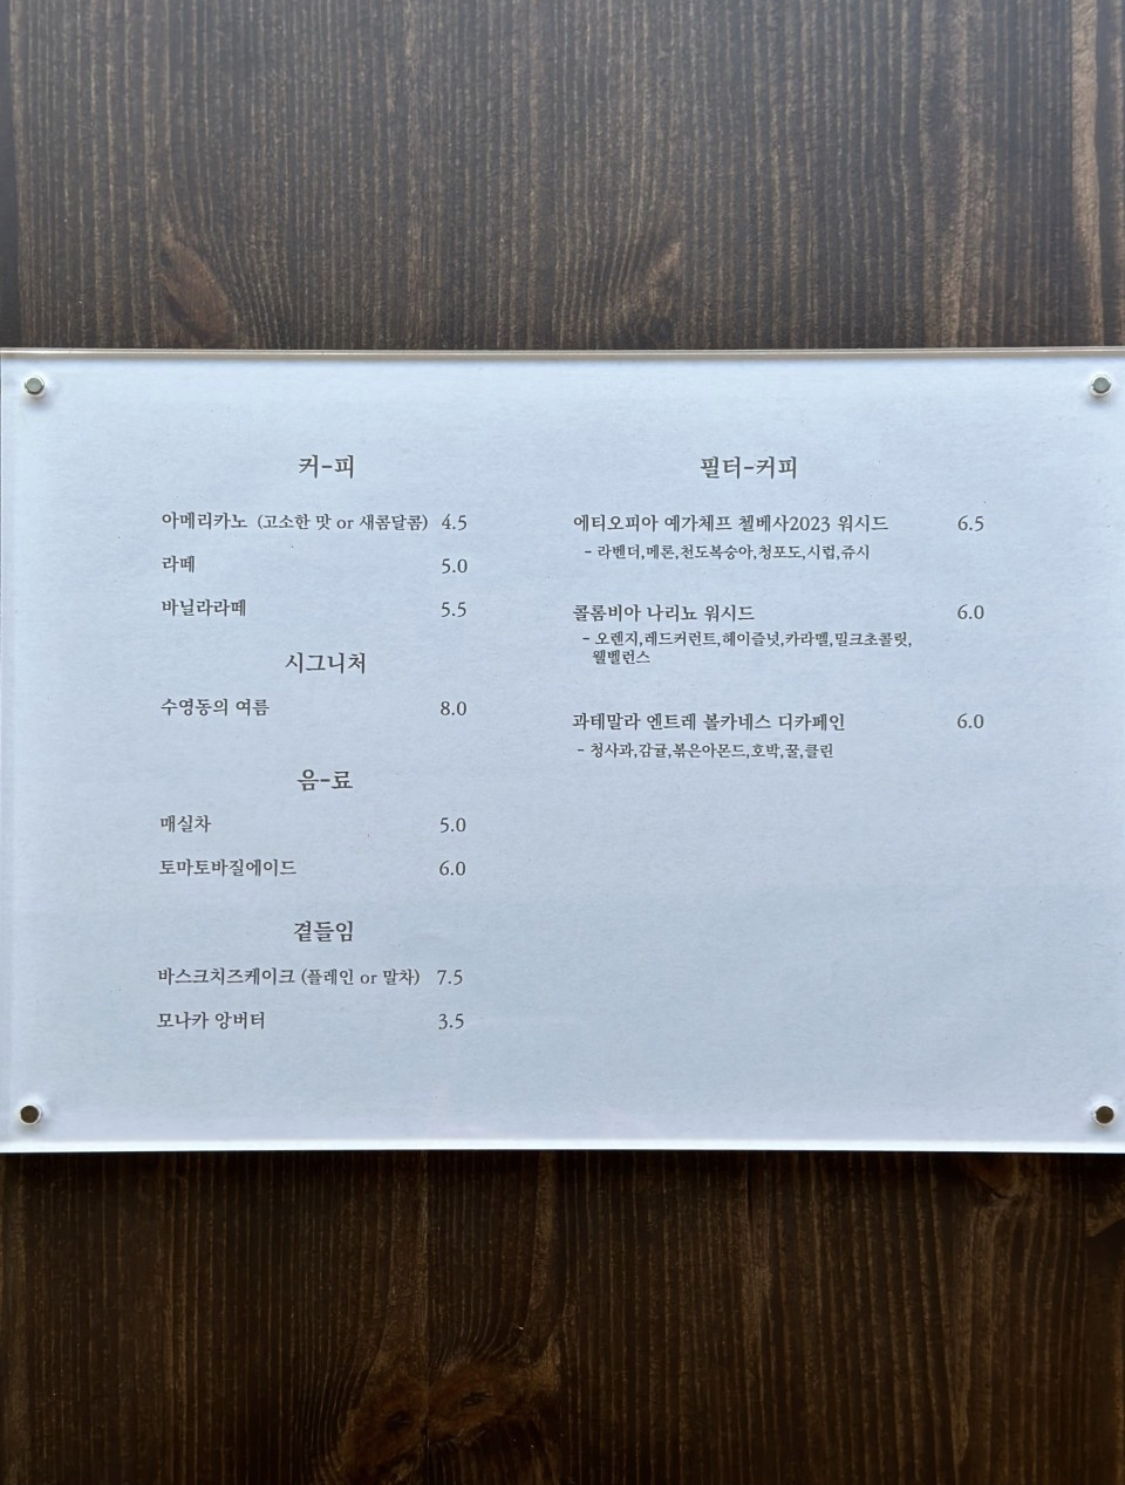 커-피
아메리카노 (고소한 맛 or 새콤달콤) 4.5
라떼 5.0
바닐라라떼 5.5
시그니처
수영동의 여름 8.0
음-료
매실차 5.0
토마토바질에이드 6.0
곁들임
바스크치즈케이크 (플레인 or 말차) 7.5
모나카 앙버터 3.5
필터-커피
에티오피아 예가체프 첼베사2023 워시드 6.5
- 라벤더,메론,천도복숭아,청포도,시럽,쥬시
콜롬비아 나리뇨 워시드 6.0
- 오렌지,레드커런트,헤이즐넛,카라멜,밀크초콜릿,
웰벨런스
과테말라 엔트레 볼카네스 디카페인 6.0
- 청사과,감귤,볶은아몬드,호박,꿀,클린